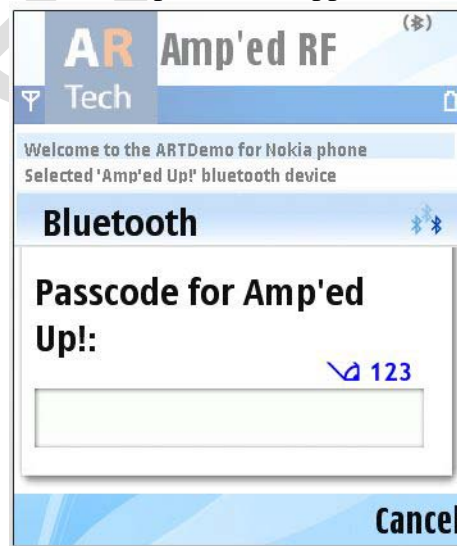 AR Amp'ed RF
Tech
Welcome to the ARTDemo for Nokia phone
Selected 'Amp'ed Up!' bluetooth device
Bluetooth
Passcode for Amp'ed
Up!:
123
Cancel